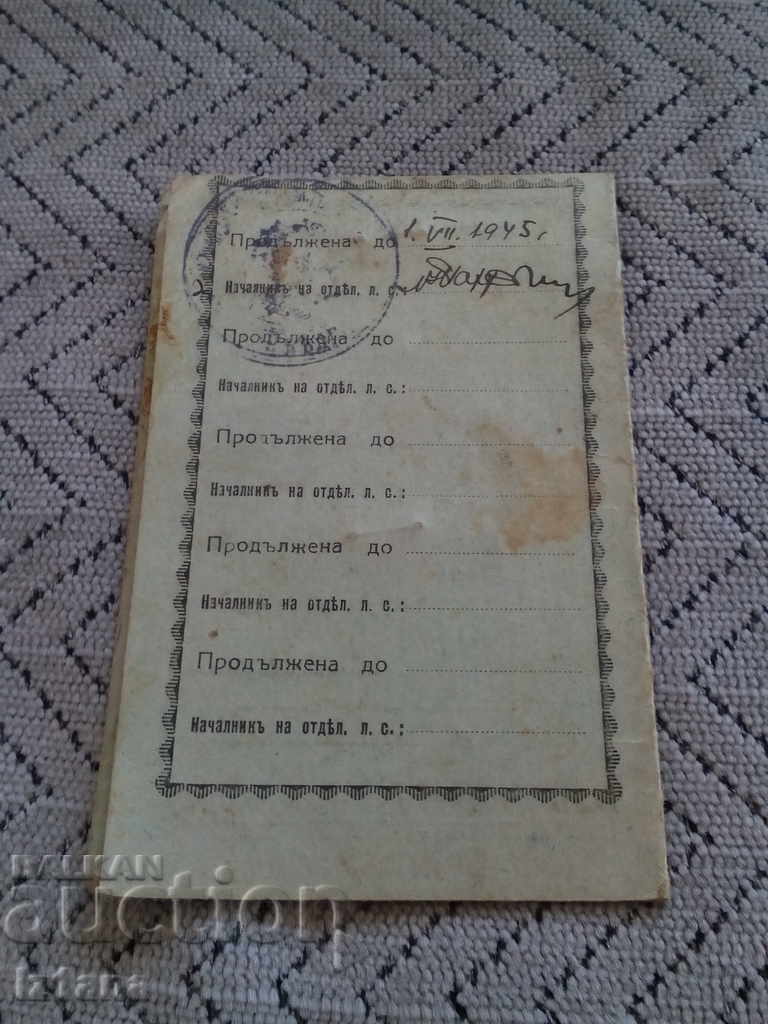 Продължена до 1. VII. 1945 г.
Началникъ на отдѣл. л. с.:
Продължена до
Началникъ на отдѣл. л. с.:
Продължена до
Началникъ на отдѣл. л. с.:
Продължена до
Началникъ на отдѣл. л. с.:
Продължена до
Началникъ на отдѣл. л. с.:
BALKAN
auction
iztana